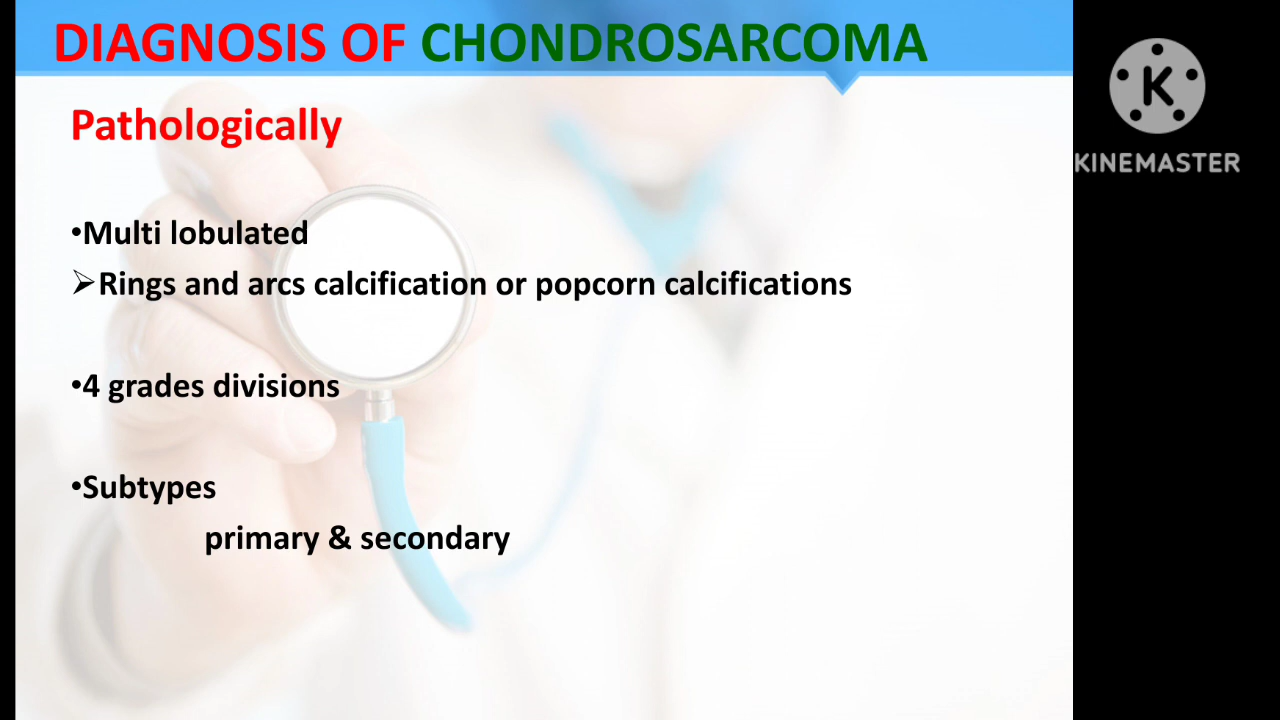 DIAGNOSIS OF CHONDROSARCOMA
Pathologically
•Multi lobulated
➢Rings and arcs calcification or popcorn calcifications
•4 grades divisions
•Subtypes
primary & secondary
K
KINEMASTER